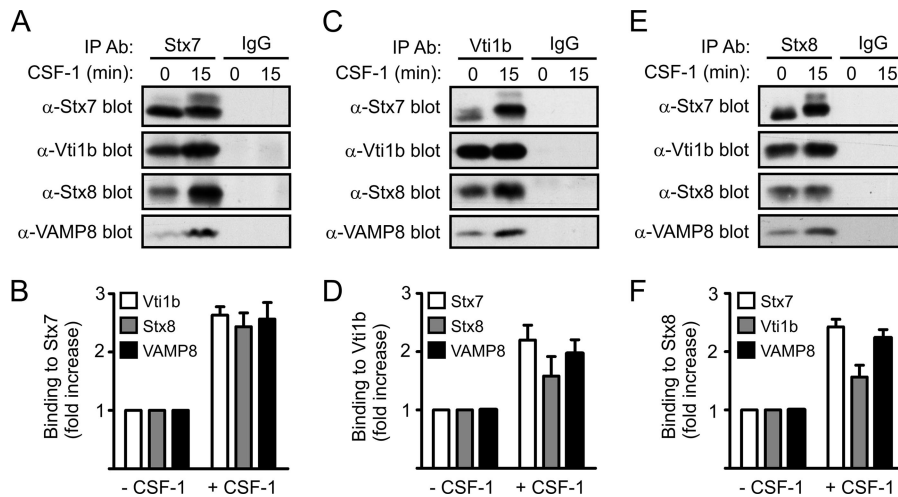 A
IP Ab: Stx7 IgG
CSF-1 (min): 0 15 0 15
α-Stx7 blot
α-Vti1b blot
α-Stx8 blot
α-VAMP8 blot
B
Binding to Stx7
(fold increase)
3
2
1
Vti1b
Stx8
VAMP8
- CSF-1 + CSF-1
C
IP Ab: Vti1b IgG
CSF-1 (min): 0 15 0 15
α-Stx7 blot
α-Vti1b blot
α-Stx8 blot
α-VAMP8 blot
D
Binding to Vti1b
(fold increase)
3
2
1
Stx7
Stx8
VAMP8
- CSF-1 + CSF-1
E
IP Ab: Stx8 IgG
CSF-1 (min): 0 15 0 15
α-Stx7 blot
α-Vti1b blot
α-Stx8 blot
α-VAMP8 blot
F
Binding to Stx8
(fold increase)
3
2
1
Stx7
Vti1b
VAMP8
- CSF-1 + CSF-1